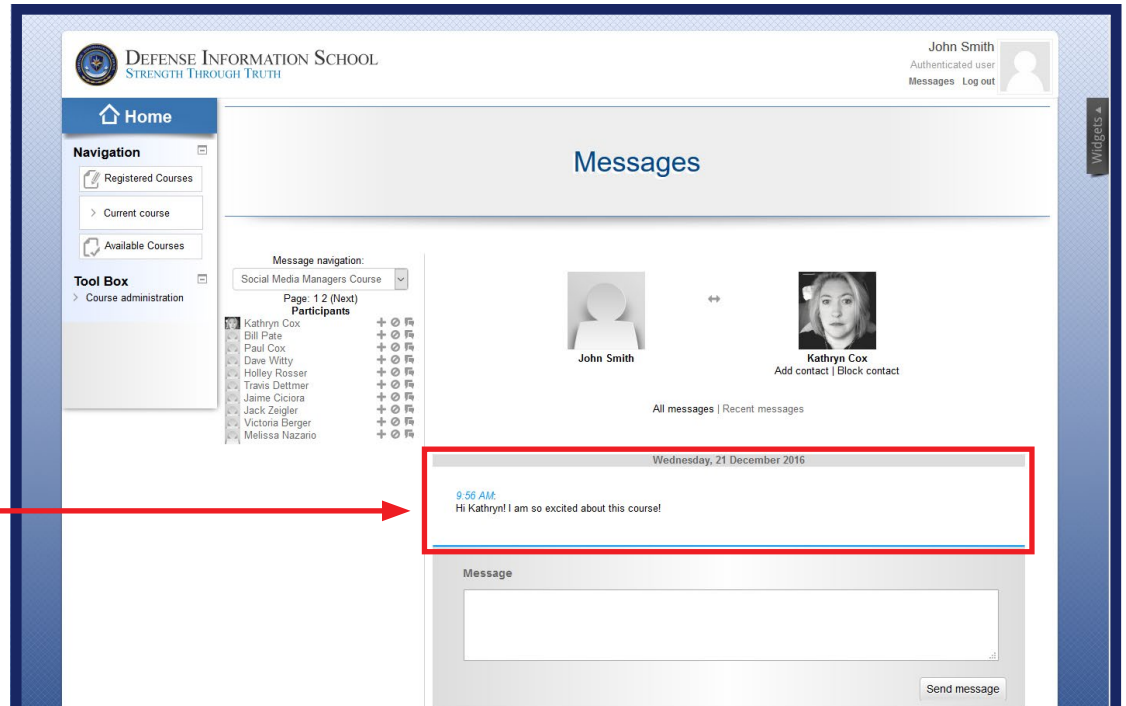 DEFENSE INFORMATION SCHOOL
STRENGTH THROUGH TRUTH
John Smith
Authenticated user
Messages Log out
Widgets
Home
Navigation
Registered Courses
Current course
Available Courses
Tool Box
Course administration
Messages
Message navigation:
Social Media Managers Course
Page: 1 2 (Next)
Participants
Kathryn Cox
Bill Pate
Paul Cox
Dave Witty
Holley Rosser
Travis Dettmer
Jaime Ciciora
Jack Zeigler
Victoria Berger
Melissa Nazario
John Smith
Kathryn Cox
Add contact | Block contact
All messages | Recent messages
Wednesday, 21 December 2016
9:56 AM:
Hi Kathryn! I am so excited about this course!
Message
Send message